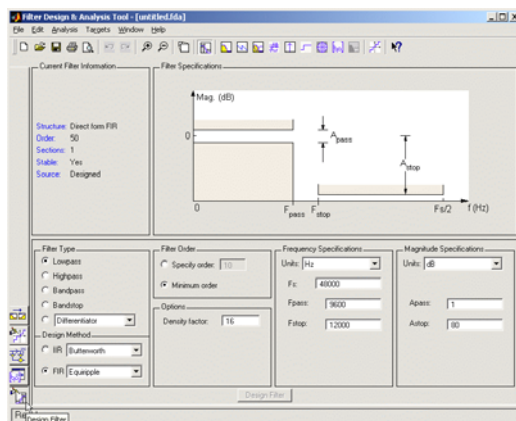 Filter Design & Analysis Tool - [untitled.fda]
File Edit Analysis Targets Window Help
Current Filter Information
Structure: Direct form FIR
Order: 50
Sections: 1
Stable: Yes
Source: Designed
Filter Specifications
Mag. (dB)
0
A pass
A stop
0
F pass
F stop
Fs/2
f (Hz)
Filter Type
Lowpass
Highpass
Bandpass
Bandstop
Differentiator
Design Method
IIR Butterworth
FIR Equiripple
Filter Order
Specify order: 10
Minimum order
Options
Density factor: 16
Frequency Specifications
Units: Hz
Fs: 48000
Fpass: 9600
Fstop: 12000
Magnitude Specifications
Units: dB
Apass: 1
Astop: 80
Design Filter
Design Filter